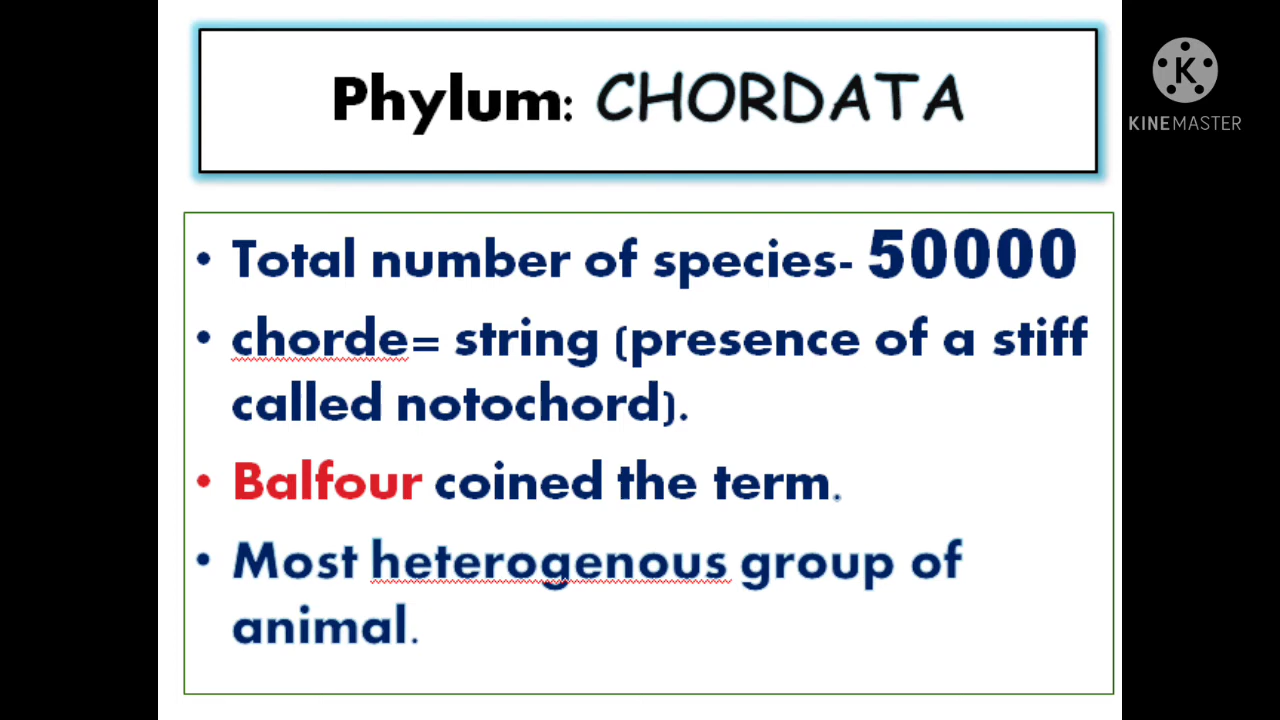 Phylum: CHORDATA
KINEMASTER
• Total number of species- 50000
• chorde= string (presence of a stiff
called notochord).
• Balfour coined the term.
• Most heterogenous group of
animal.